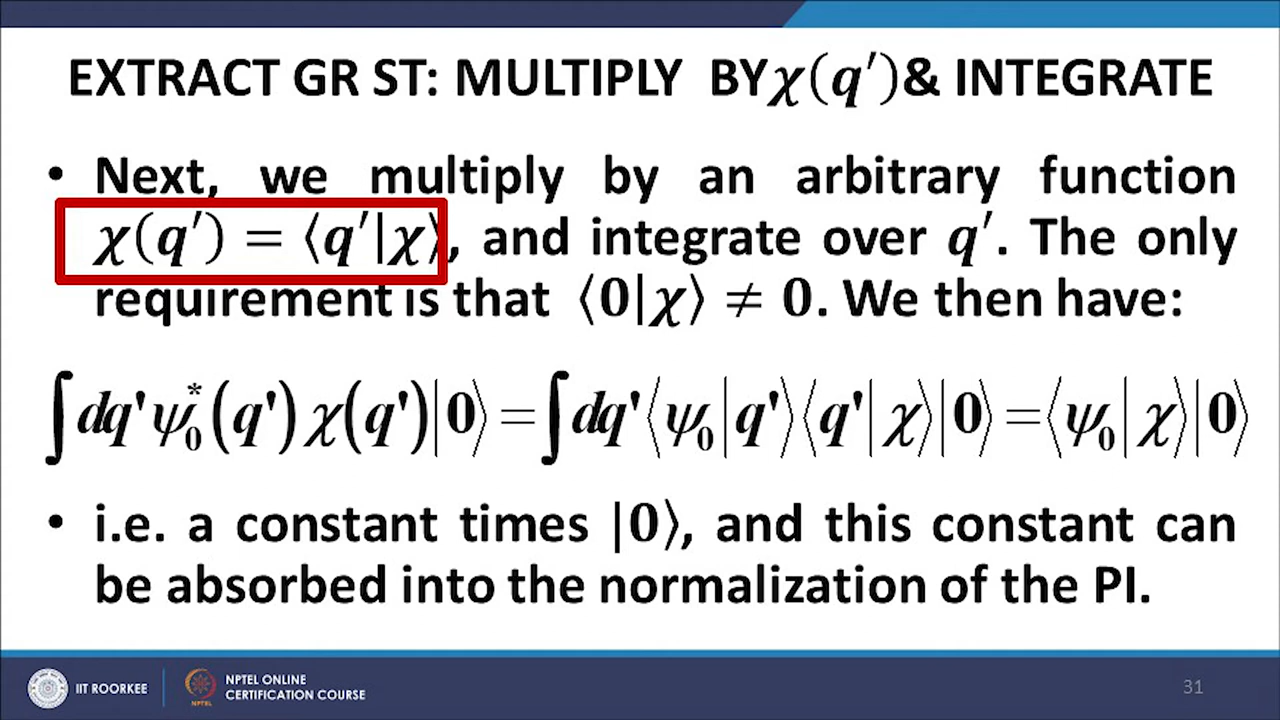 EXTRACT GR ST: MULTIPLY BY χ(q′) & INTEGRATE
• Next, we multiply by an arbitrary function
χ(q′) = ⟨q′|χ⟩, and integrate over q′. The only
requirement is that ⟨0|χ⟩ ≠ 0. We then have:
∫dq'ψ₀*(q')χ(q')|0⟩ = ∫dq'⟨ψ₀|q'⟩⟨q'|χ⟩|0⟩ = ⟨ψ₀|χ⟩|0⟩
• i.e. a constant times |0⟩, and this constant can
be absorbed into the normalization of the PI.
IIT ROORKEE
NPTEL
NPTEL ONLINE
CERTIFICATION COURSE
31